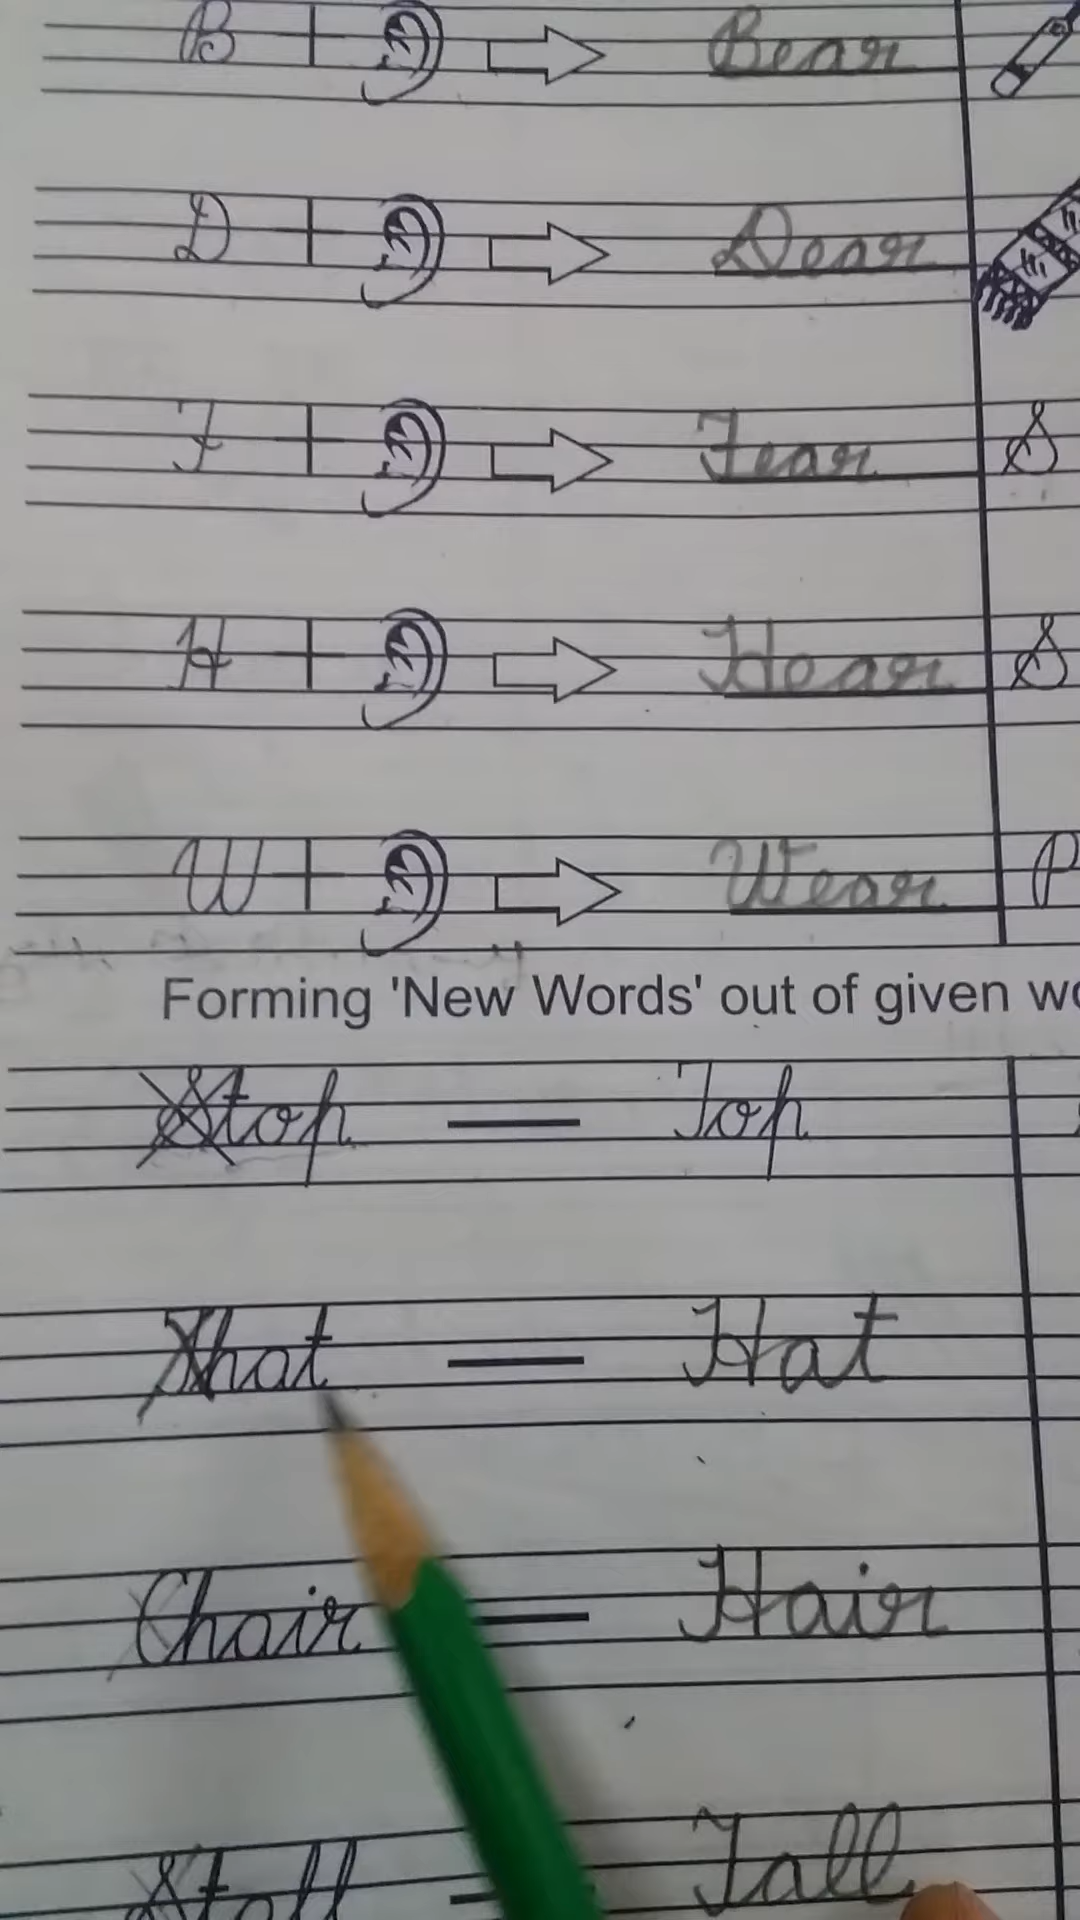 B + Bear
D + Dear
F + Fear S
H + Hear S
W + Wear P
Forming 'New Words' out of given wo
Stop — Top
That — Hat
Chair — Hair
Stall - Tall